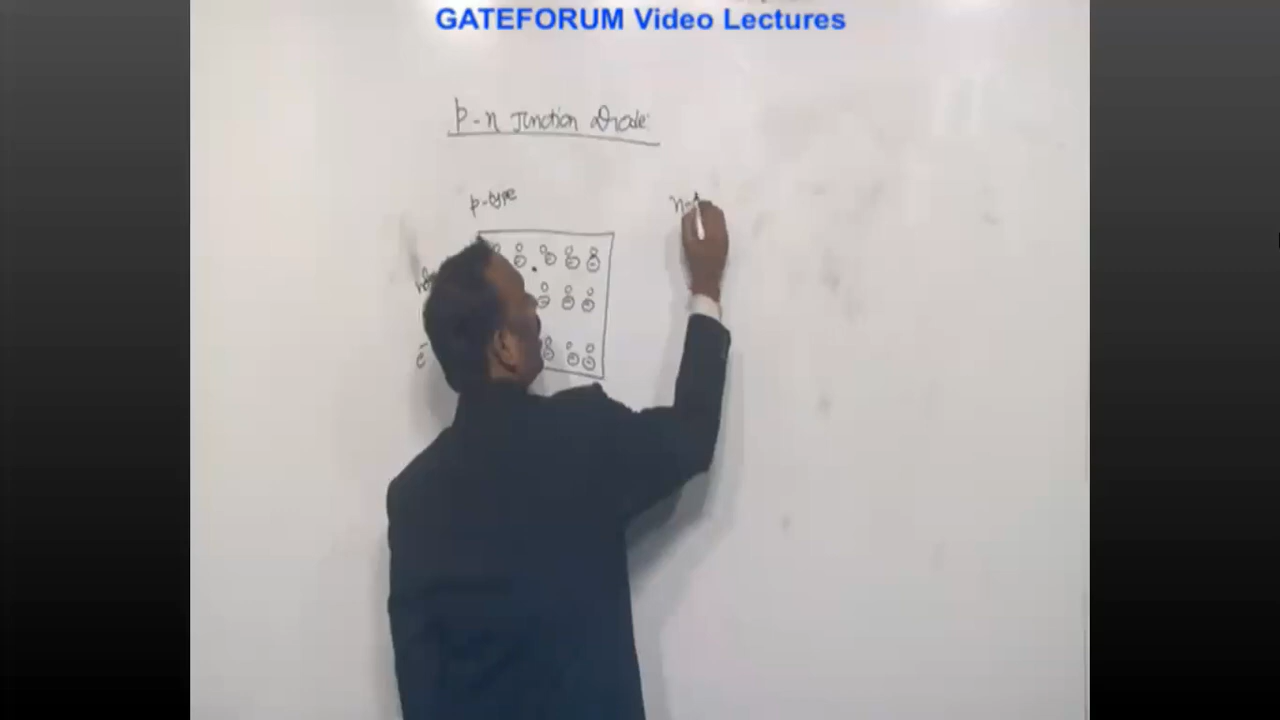 GATEFORUM Video Lectures
p-n Junction Diode
p-type
n-
e⁻